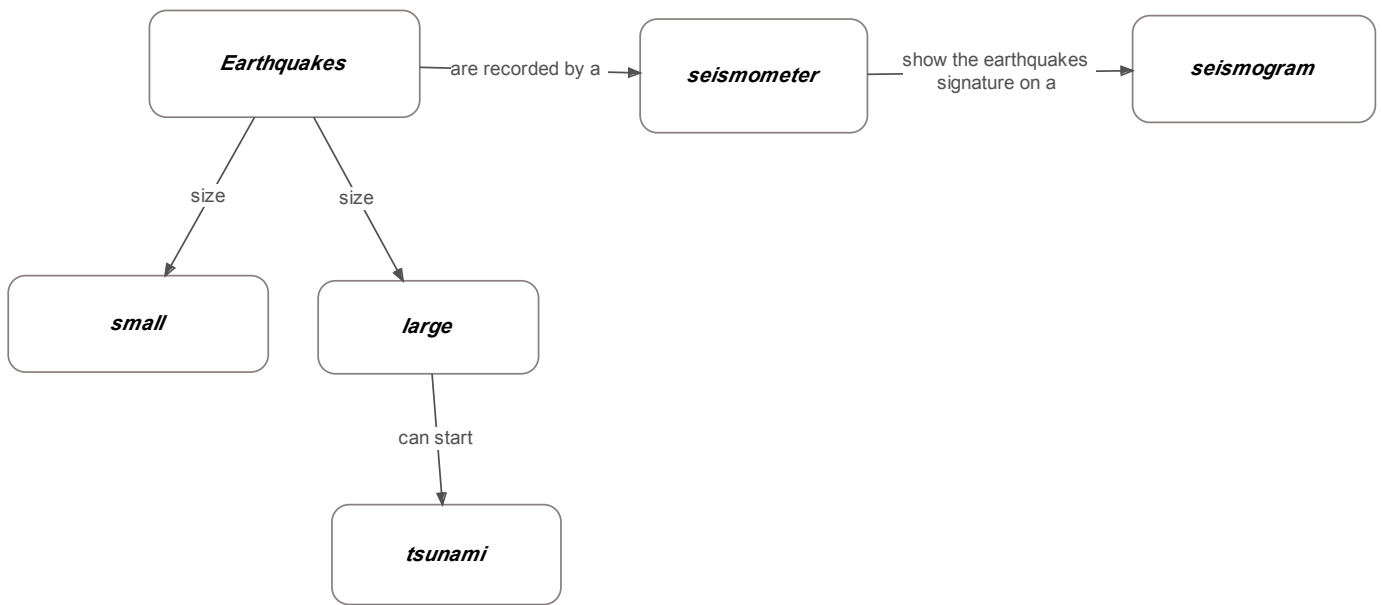 Earthquakes
are recorded by a
seismometer
show the earthquakes
signature on a
seismogram
size
size
small
large
can start
tsunami